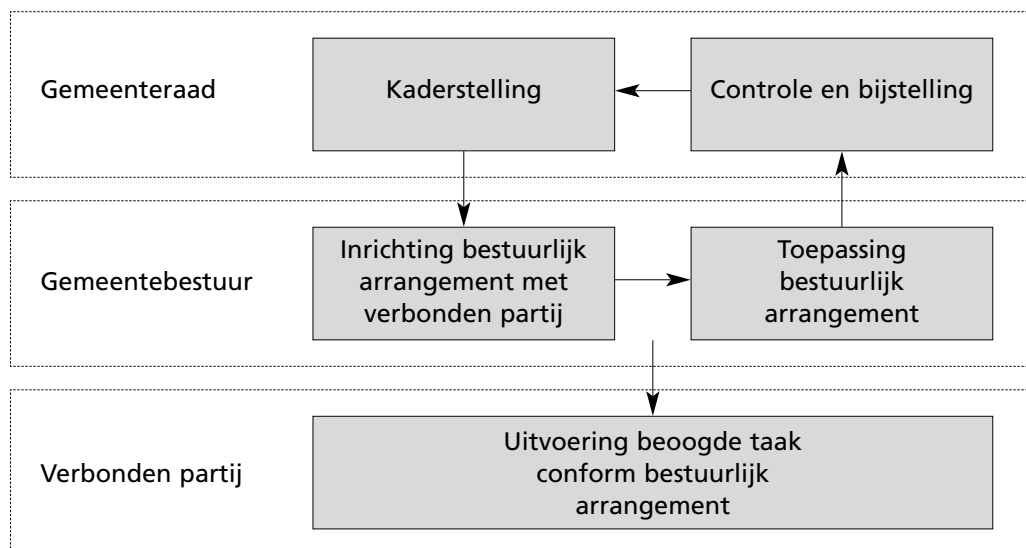 Gemeenteraad
Kaderstelling
Controle en bijstelling
Gemeentebestuur
Inrichting bestuurlijk
arrangement met
verbonden partij
Toepassing
bestuurlijk
arrangement
Verbonden partij
Uitvoering beoogde taak
conform bestuurlijk
arrangement